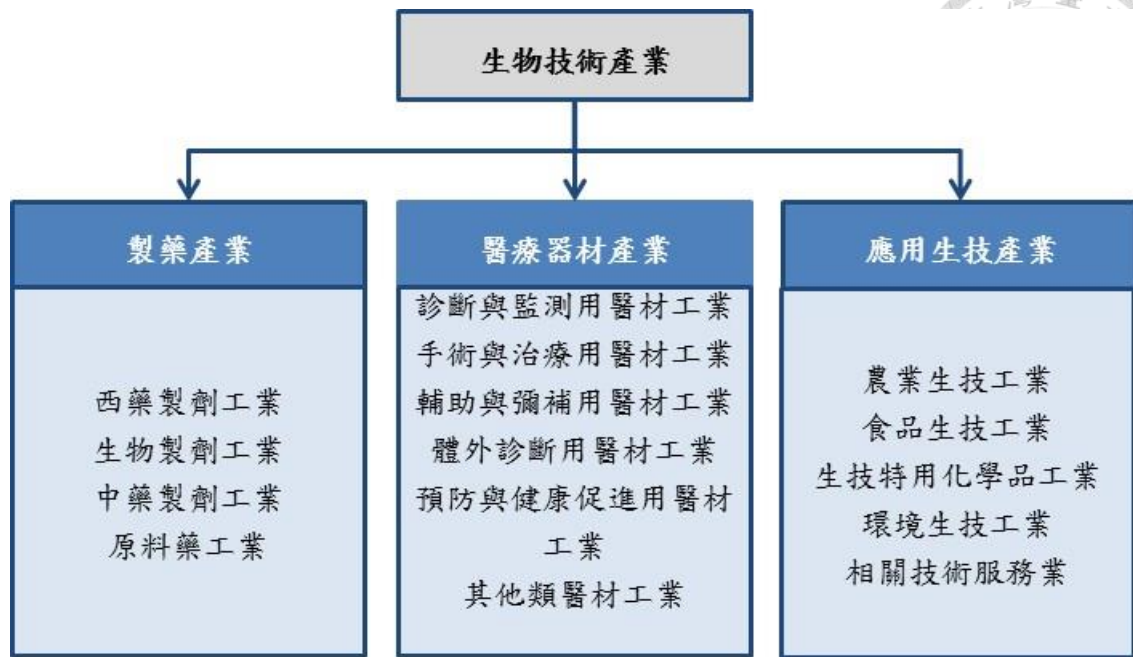 生物技術產業
製藥產業
西藥製劑工業
生物製劑工業
中藥製劑工業
原料藥工業
醫療器材產業
診斷與監測用醫材工業
手術與治療用醫材工業
輔助與彌補用醫材工業
體外診斷用醫材工業
預防與健康促進用醫材
工業
其他類醫材工業
應用生技產業
農業生技工業
食品生技工業
生技特用化學品工業
環境生技工業
相關技術服務業